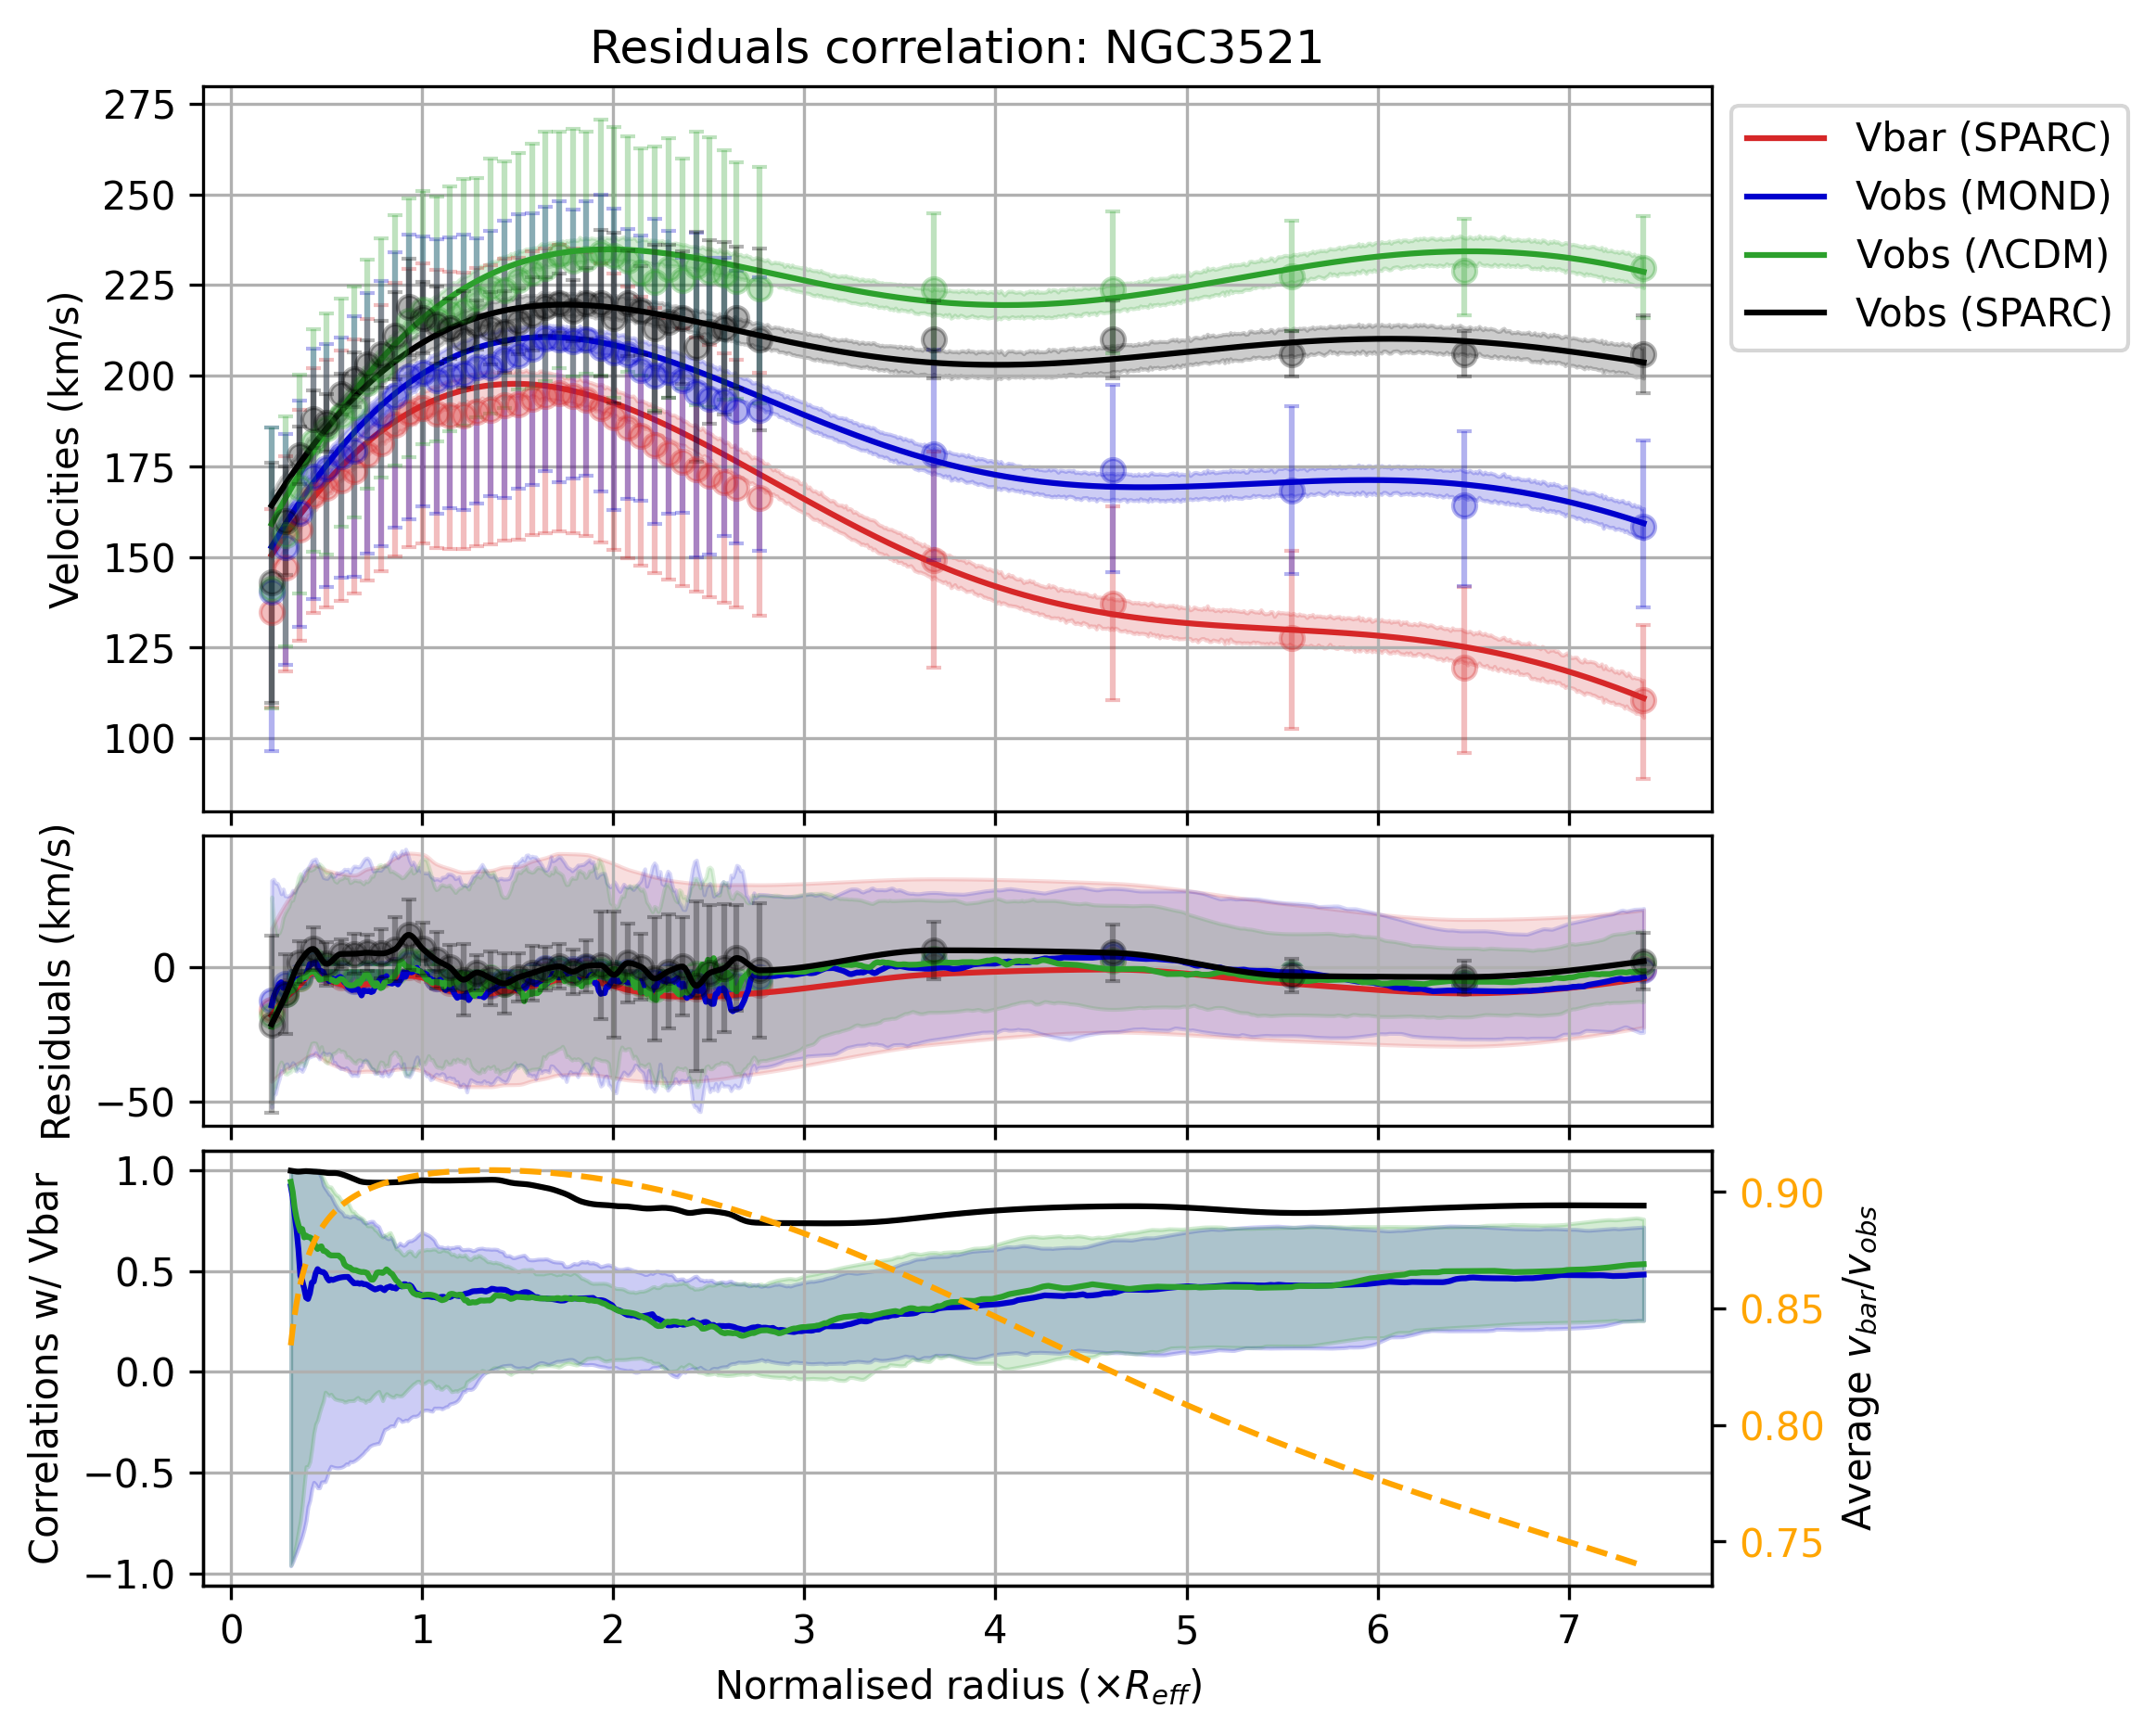 Residuals correlation: NGC3521
275
250
225
200
175
150
125
100
Velocities (km/s)
Vbar (SPARC)
Vobs (MOND)
Vobs (ΛCDM)
Vobs (SPARC)
0
−50
Residuals (km/s)
1.0
0.5
0.0
−0.5
−1.0
Correlations w/ Vbar
0.90
0.85
0.80
0.75
Average v_bar/v_obs
0 1 2 3 4 5 6 7
Normalised radius (×R_eff)